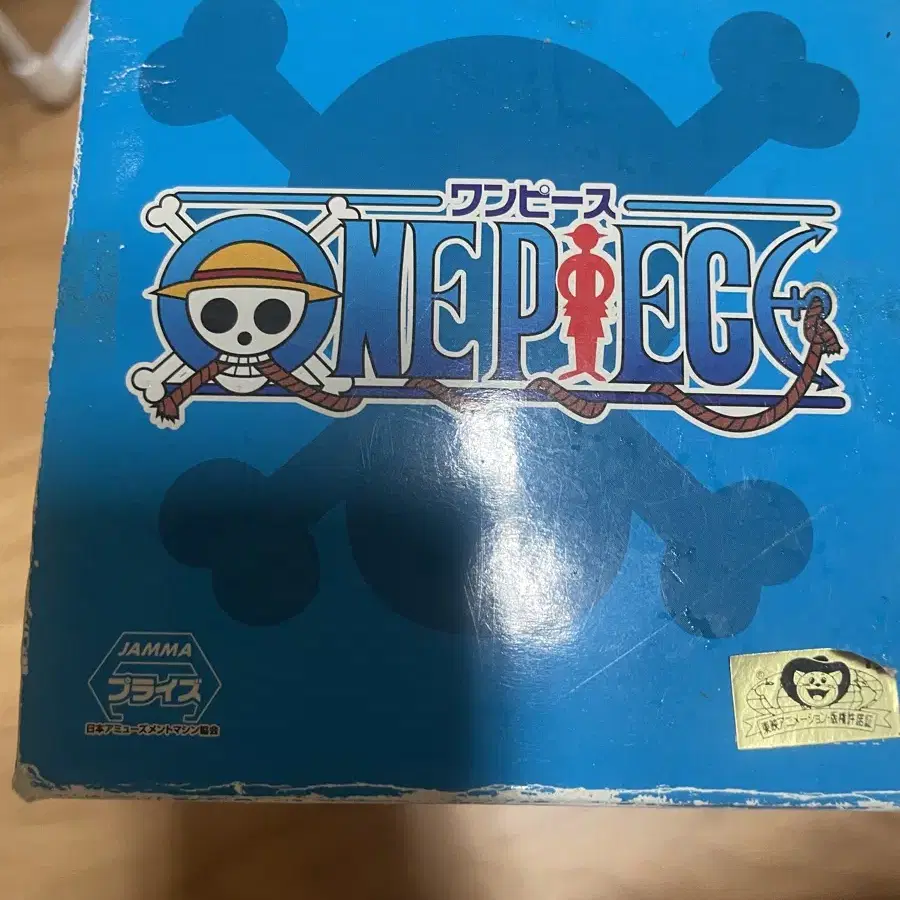 ワンピース
ONE PIECE
JAMMA
プライズ
日本アミューズメントマシン協会
東映アニメーション・版権許諾証